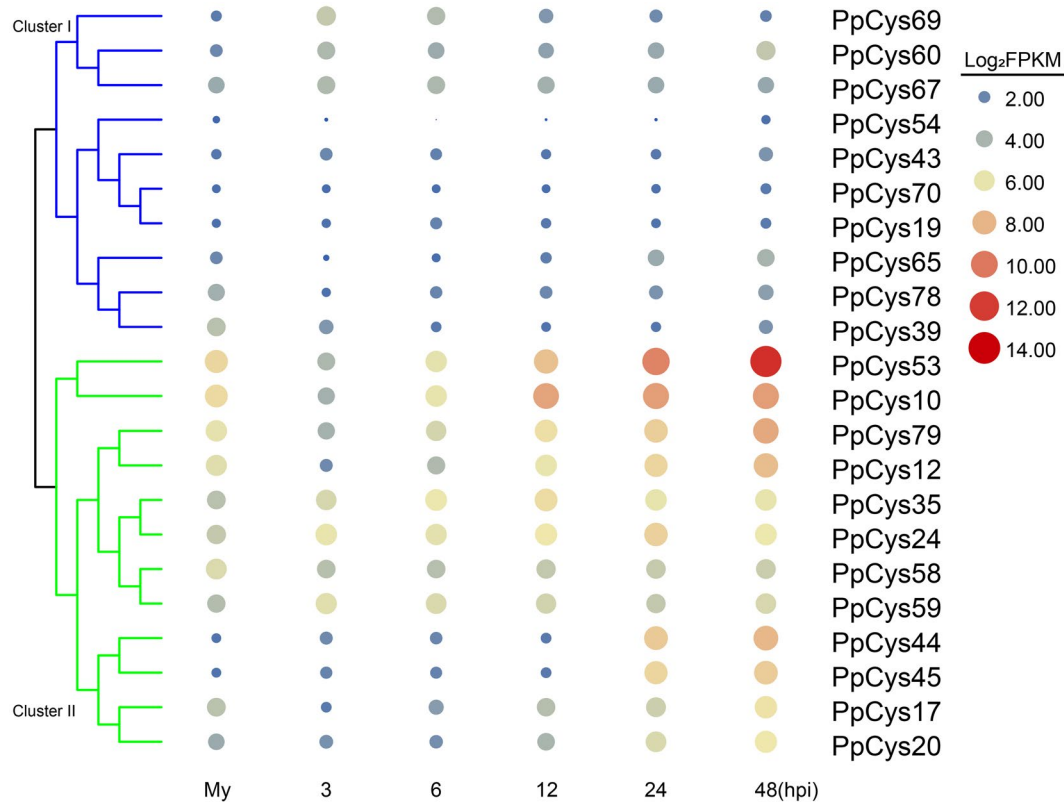 Cluster I
PpCys69
PpCys60
PpCys67
PpCys54
PpCys43
PpCys70
PpCys19
PpCys65
PpCys78
PpCys39
PpCys53
PpCys10
PpCys79
PpCys12
PpCys35
PpCys24
PpCys58
PpCys59
PpCys44
PpCys45
PpCys17
PpCys20
Cluster II
My 3 6 12 24 48(hpi)
Log₂FPKM
2.00
4.00
6.00
8.00
10.00
12.00
14.00